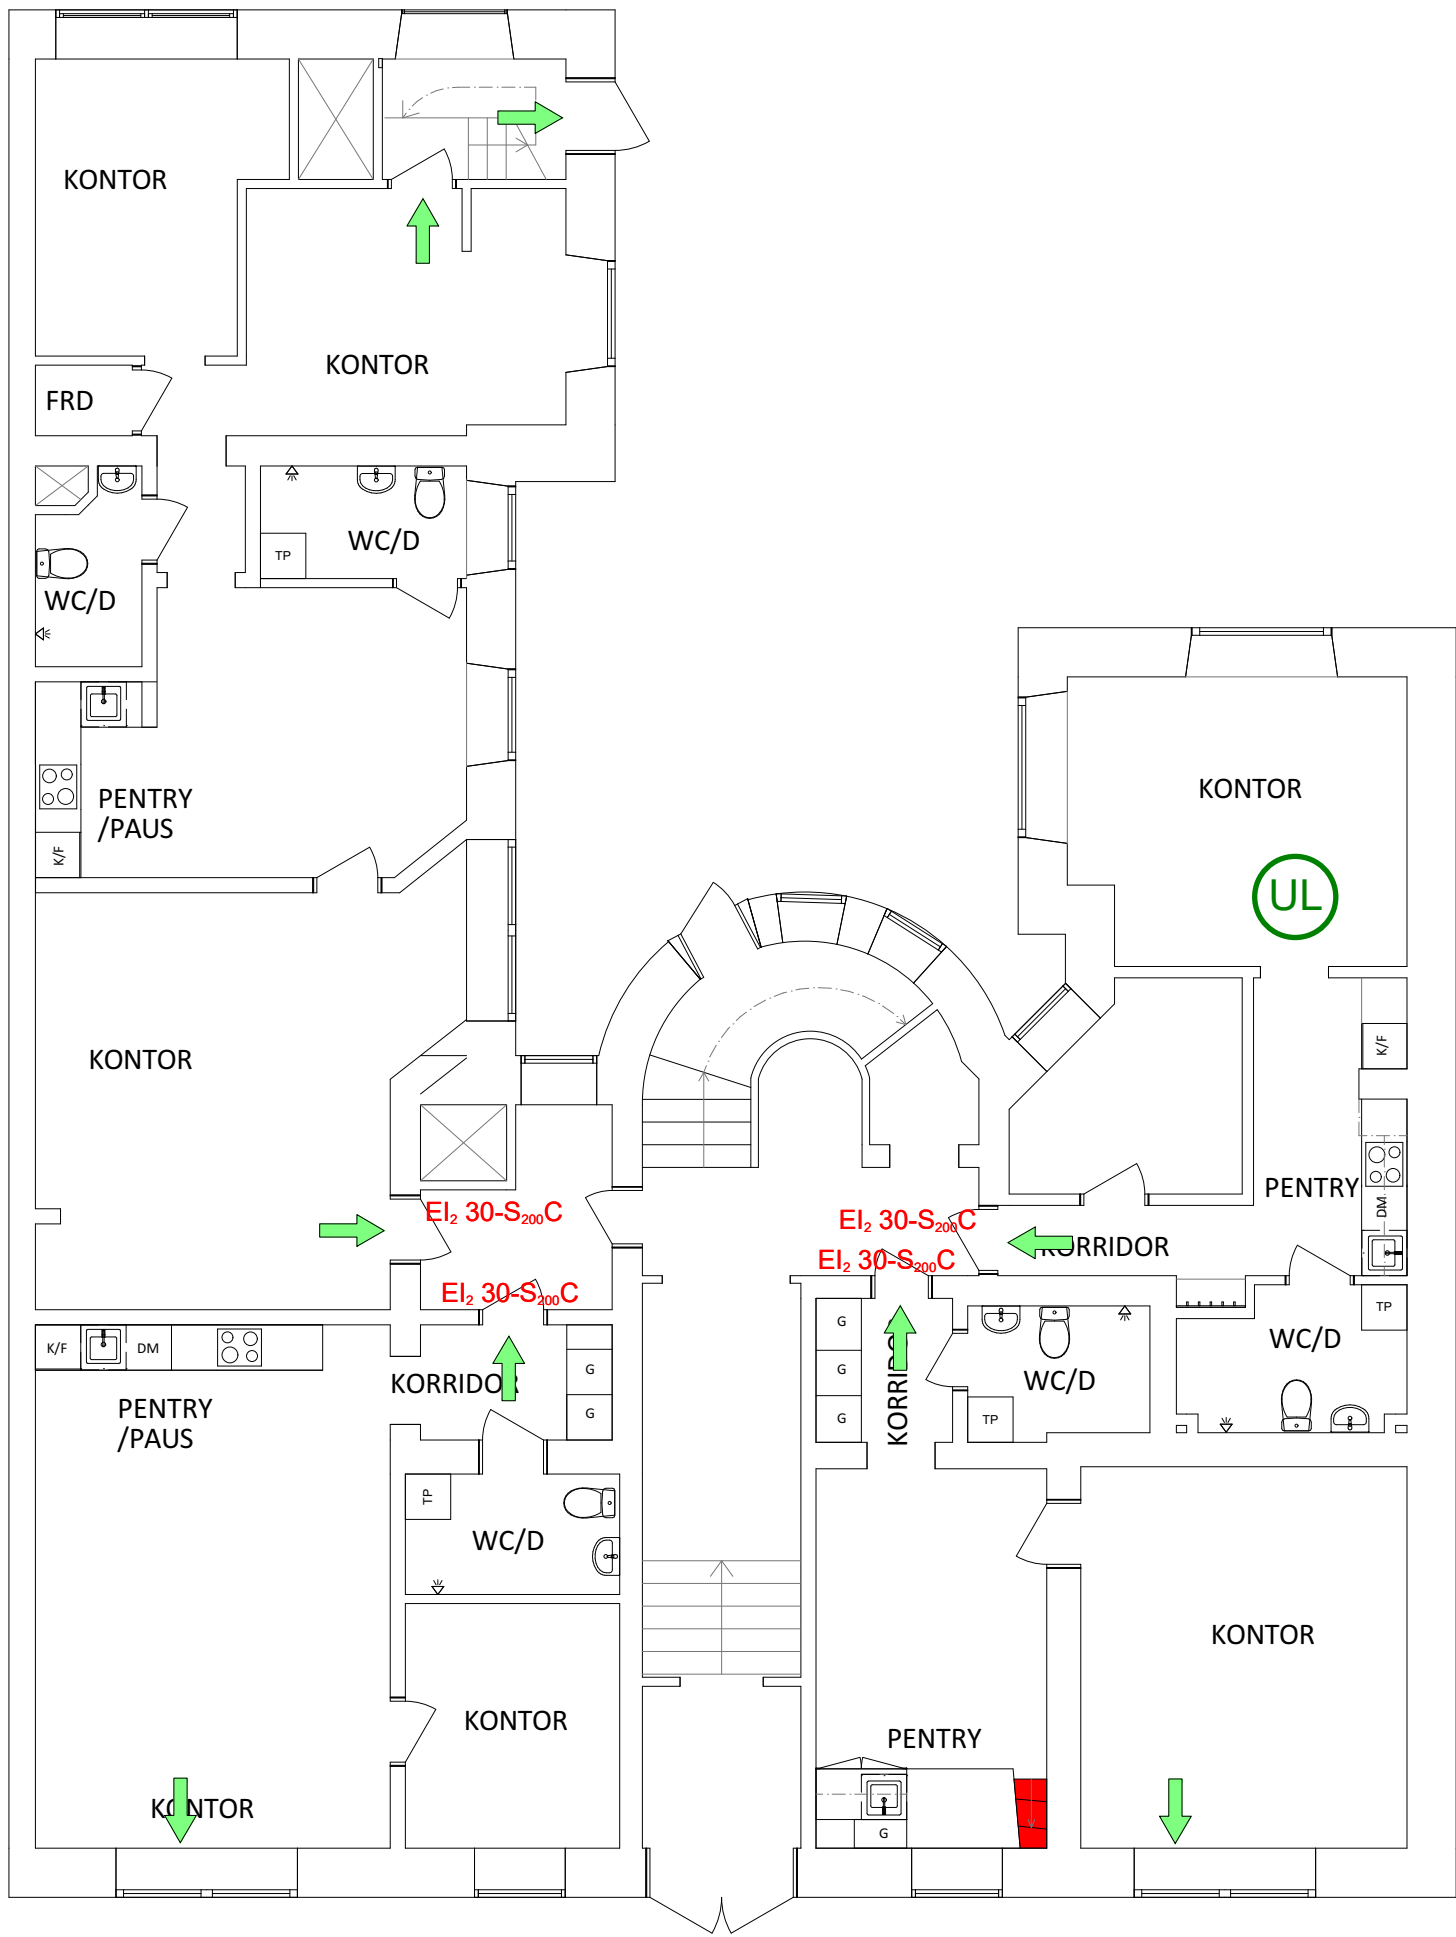 KONTOR
KONTOR
FRD
WC/D
TP
WC/D
PENTRY
/PAUS
K/F
KONTOR
UL
KONTOR
K/F
PENTRY
DM
EI₂ 30-S₂₀₀C
EI₂ 30-S₂₀₀C
KORRIDOR
EI₂ 30-S₂₀₀C
EI₂ 30-S₂₀₀C
K/F
DM
KORRIDOR
G
G
PENTRY
/PAUS
G
G
G
KORRIDOR
WC/D
TP
WC/D
TP
TP
WC/D
KONTOR
KONTOR
KONTOR
PENTRY
G
KONTOR